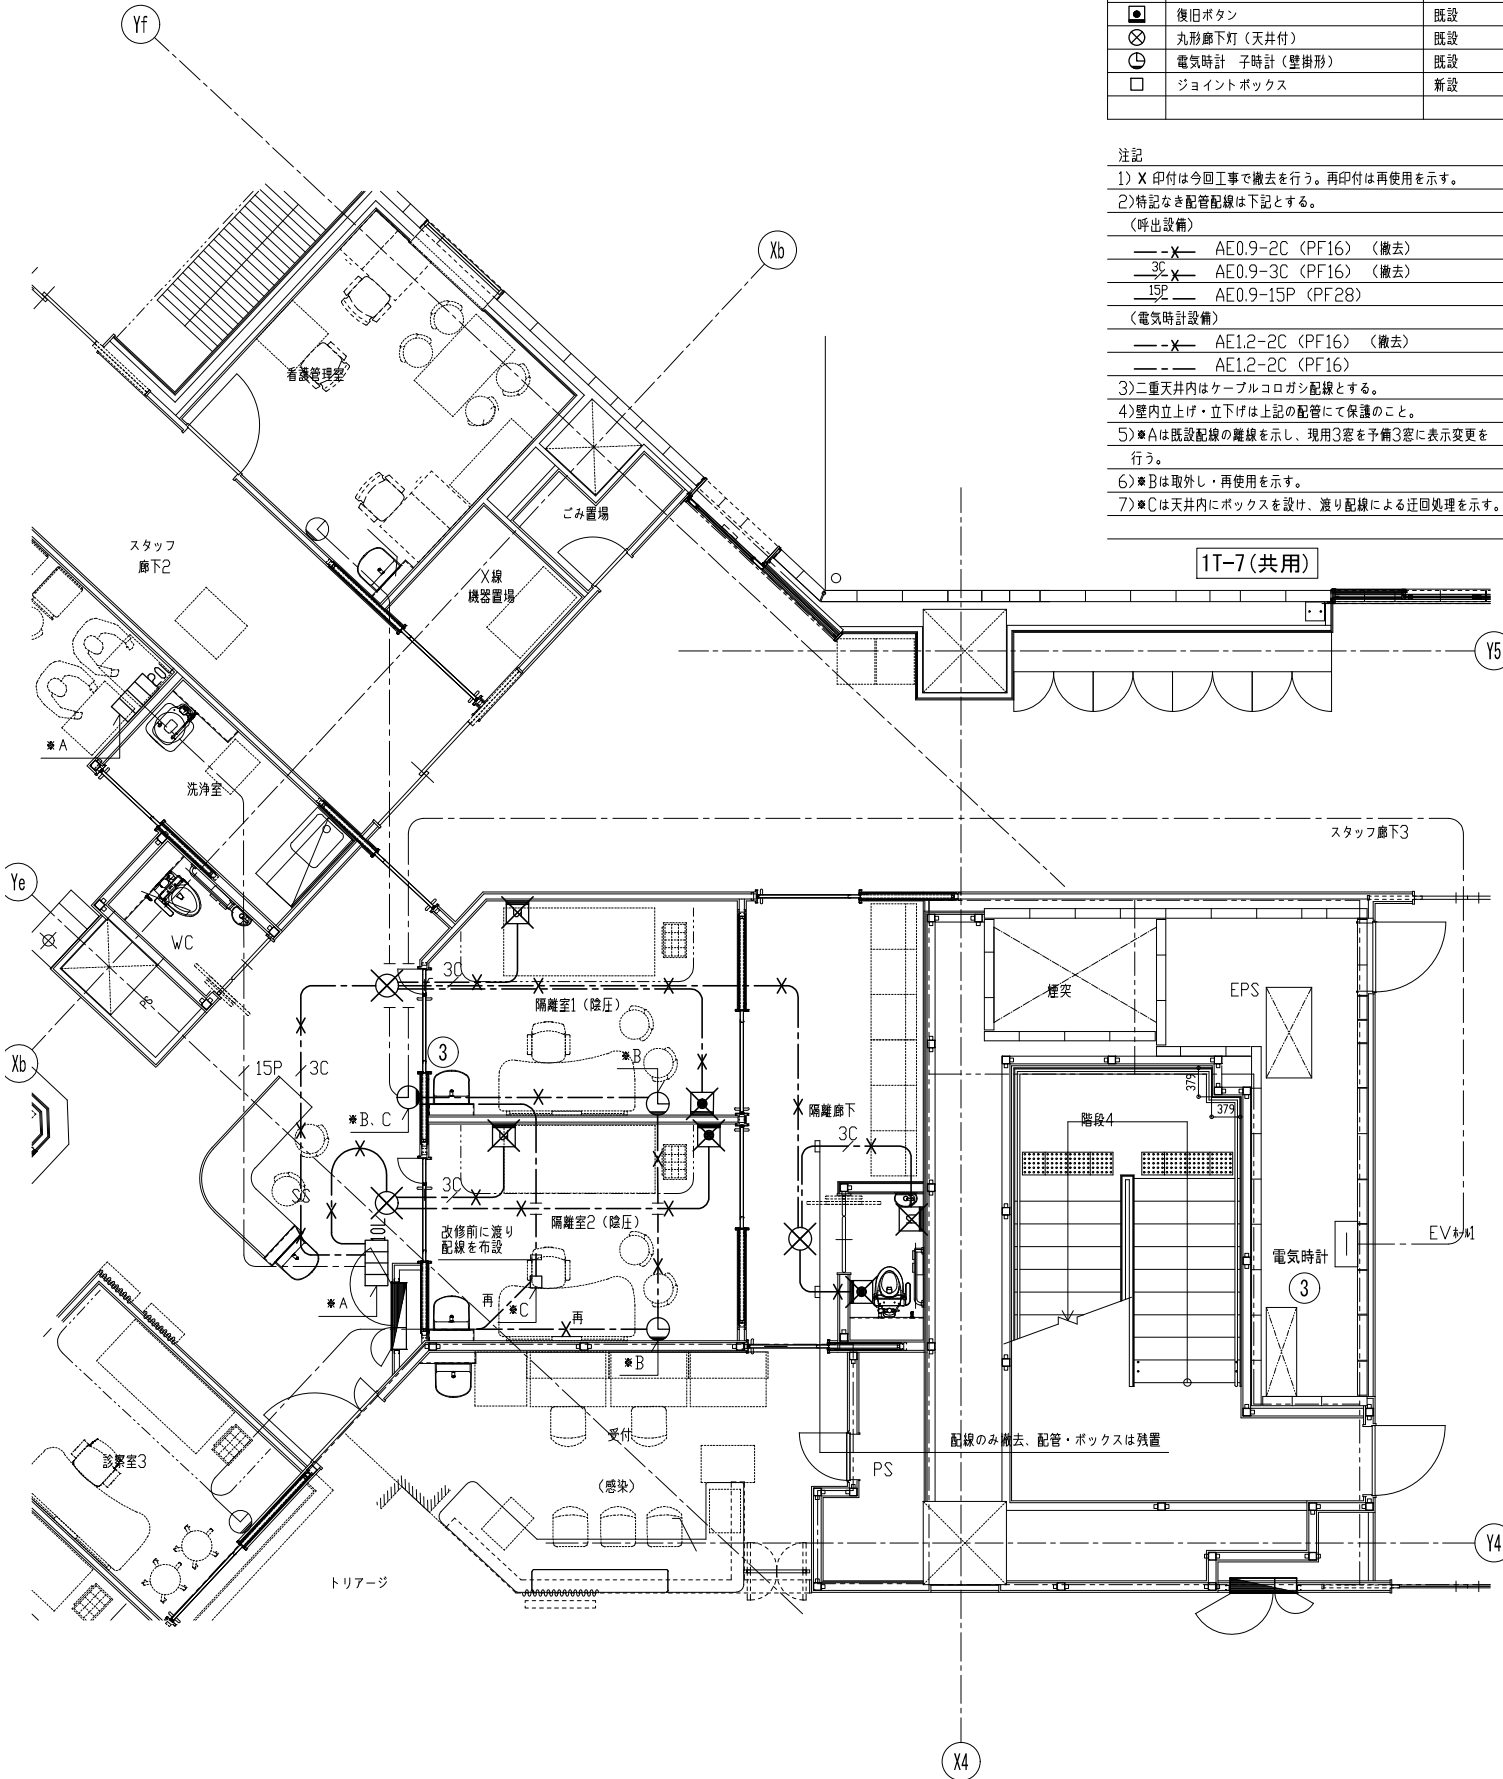 復旧ボタン 既設
丸形廊下灯（天井付） 既設
電気時計 子時計（壁掛形） 既設
ジョイントボックス 新設
注記
1) X 印付は今回工事で撤去を行う。再印付は再使用を示す。
2)特記なき配管配線は下記とする。
（呼出設備）
AE0.9-2C (PF16) （撤去）
3C AE0.9-3C (PF16) （撤去）
15P AE0.9-15P (PF28)
（電気時計設備）
AE1.2-2C (PF16) （撤去）
AE1.2-2C (PF16)
3)二重天井内はケーブルコロガシ配線とする。
4)壁内立上げ・立下げは上記の配管にて保護のこと。
5)※Aは既設配線の離線を示し、現用3窓を予備3窓に表示変更を
行う。
6)※Bは取外し・再使用を示す。
7)※Cは天井内にボックスを設け、渡り配線による迂回処理を示す。
1T-7(共用)
Yf
Xb
看護管理室
ごみ置場
X線
機器置場
スタッフ
廊下2
Y5
※A
洗浄室
スタッフ廊下3
Ye
WC
3C
隔離室1（陰圧）
煙突
EPS
Xb
15P
3C
3
※B
379
379
※B、C
隔離廊下
3C
階段4
3C
隔離室2（陰圧）
改修前に渡り
配線を布設
EVホール1
電気時計
3
※A
再
※C
再
※B
受付
（感染）
配線のみ撤去、配管・ボックスは残置
PS
診察室3
Y4
トリアージ
X4